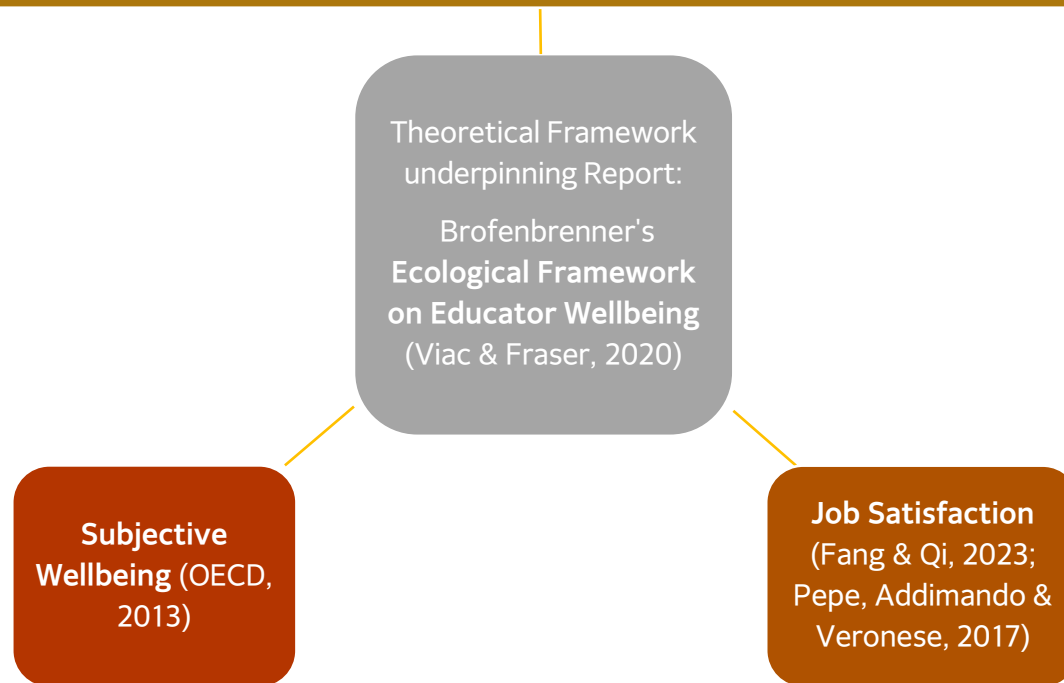 Theoretical Framework
underpinning Report:
Brofenbrenner's
Ecological Framework
on Educator Wellbeing
(Viac & Fraser, 2020)
Subjective
Wellbeing (OECD,
2013)
Job Satisfaction
(Fang & Qi, 2023;
Pepe, Addimando &
Veronese, 2017)